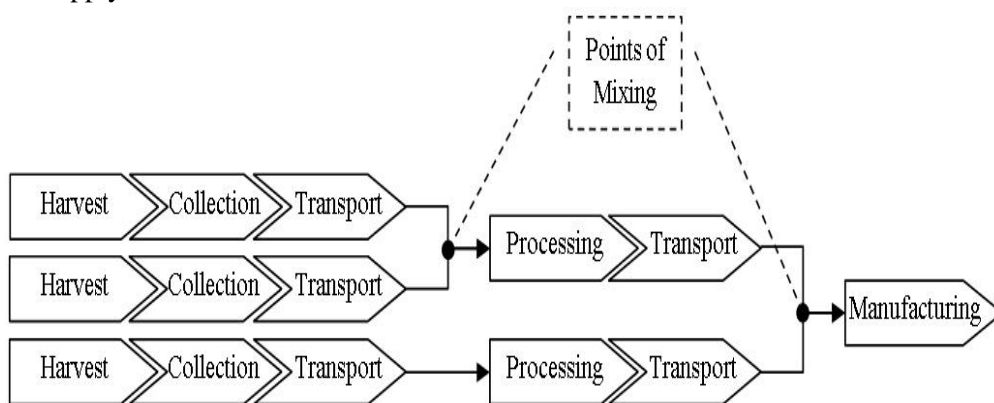 Points of
Mixing
Harvest Collection Transport
Processing Transport
Harvest Collection Transport
Manufacturing
Harvest Collection Transport Processing Transport